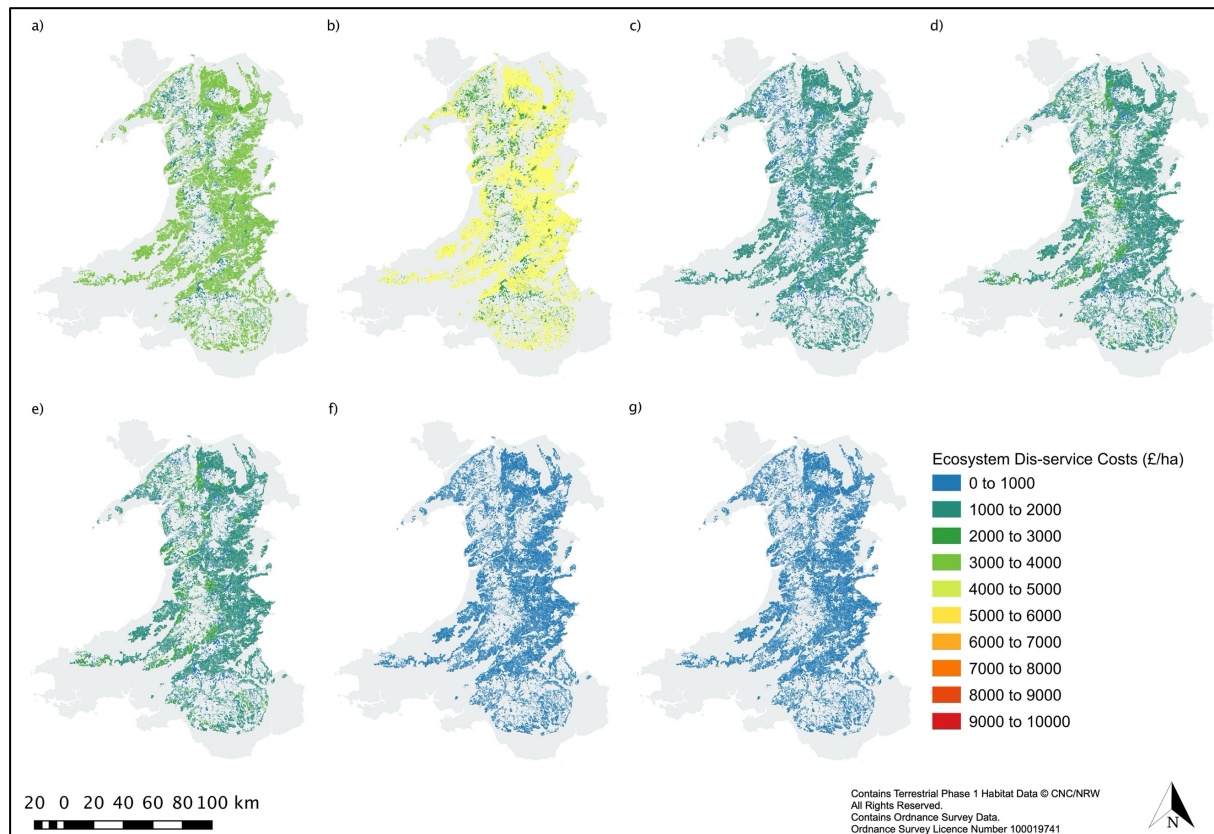 a)
b)
c)
d)
e)
f)
g)
Ecosystem Dis-service Costs (£/ha)
0 to 1000
1000 to 2000
2000 to 3000
3000 to 4000
4000 to 5000
5000 to 6000
6000 to 7000
7000 to 8000
8000 to 9000
9000 to 10000
20 0 20 40 60 80 100 km
Contains Terrestrial Phase 1 Habitat Data © CNC/NRW
All Rights Reserved.
Contains Ordnance Survey Data.
Ordnance Survey Licence Number 100019741
N